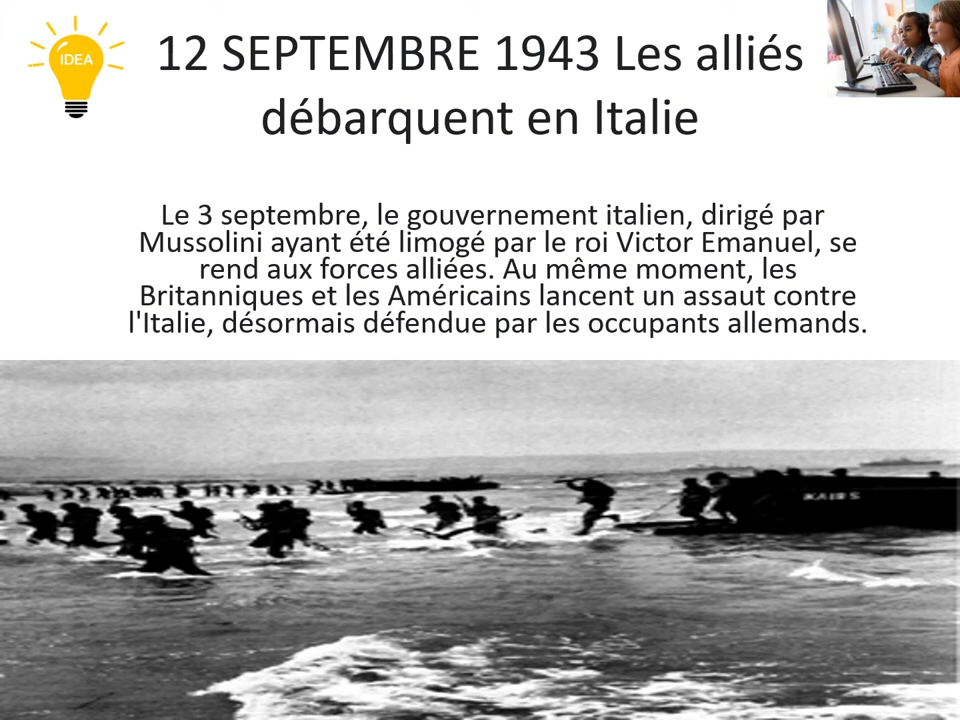 IDEA
12 SEPTEMBRE 1943 Les alliés
débarquent en Italie
Le 3 septembre, le gouvernement italien, dirigé par
Mussolini ayant été limogé par le roi Victor Emanuel, se
rend aux forces alliées. Au même moment, les
Britanniques et les Américains lancent un assaut contre
l'Italie, désormais défendue par les occupants allemands.